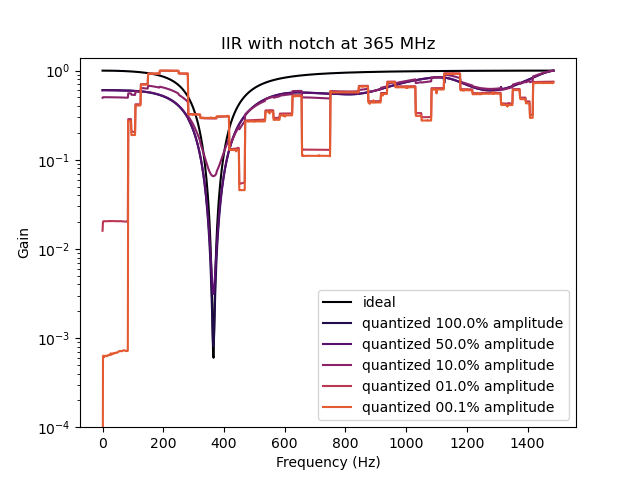 IIR with notch at 365 MHz
Gain
10⁰
10⁻¹
10⁻²
10⁻³
10⁻⁴
0 200 400 600 800 1000 1200 1400
Frequency (Hz)
ideal
quantized 100.0% amplitude
quantized 50.0% amplitude
quantized 10.0% amplitude
quantized 01.0% amplitude
quantized 00.1% amplitude